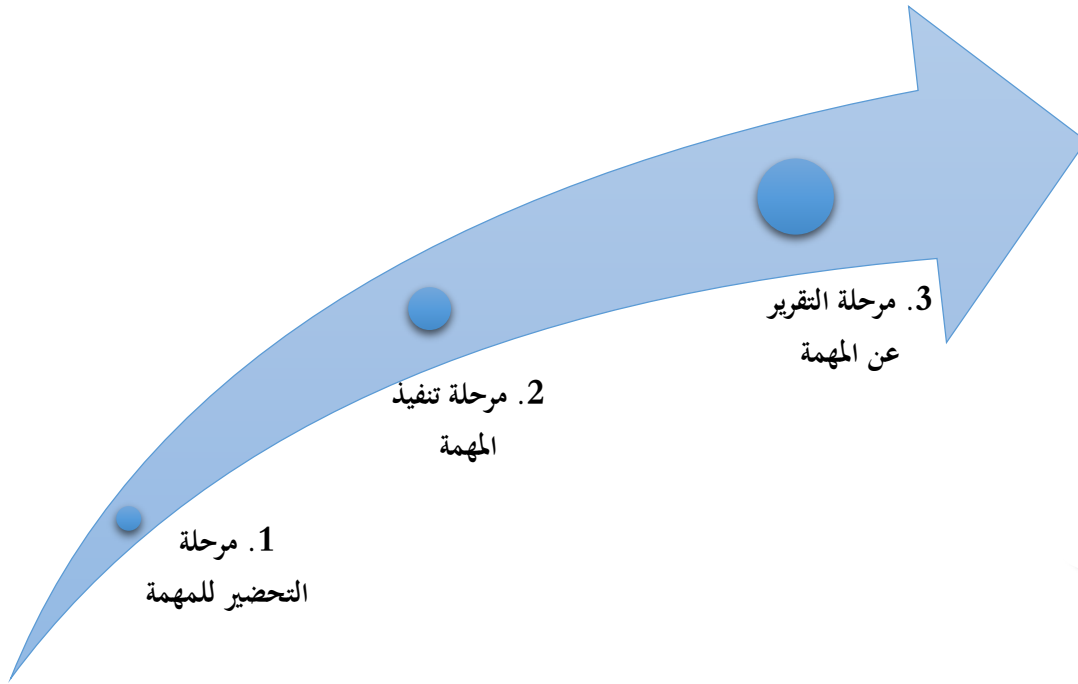 1. مرحلة
التحضير للمهمة
2. مرحلة تنفيذ
المهمة
3. مرحلة التقرير
عن المهمة